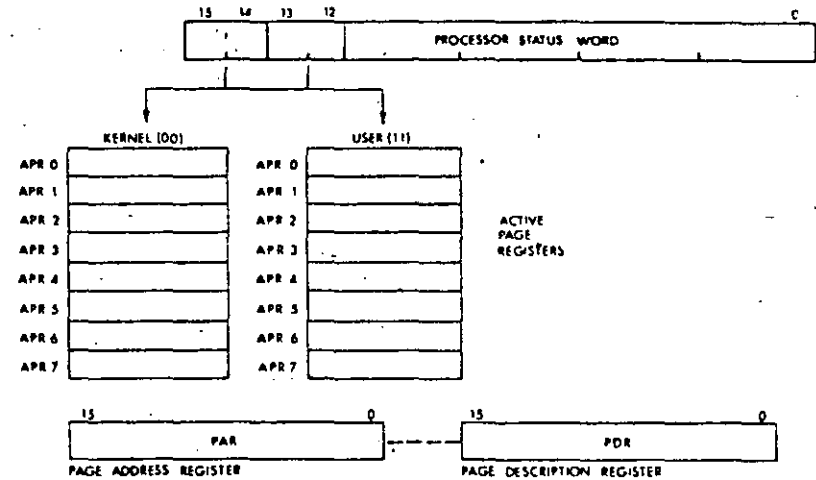 15 14 13 12 0
PROCESSOR STATUS WORD
KERNEL (00) USER (11)
APR 0 APR 0
APR 1 APR 1
APR 2 APR 2
APR 3 APR 3
APR 4 APR 4
APR 5 APR 5
APR 6 APR 6
APR 7 APR 7
ACTIVE
PAGE
REGISTERS
15 0 15 0
PAR PDR
PAGE ADDRESS REGISTER PAGE DESCRIPTION REGISTER